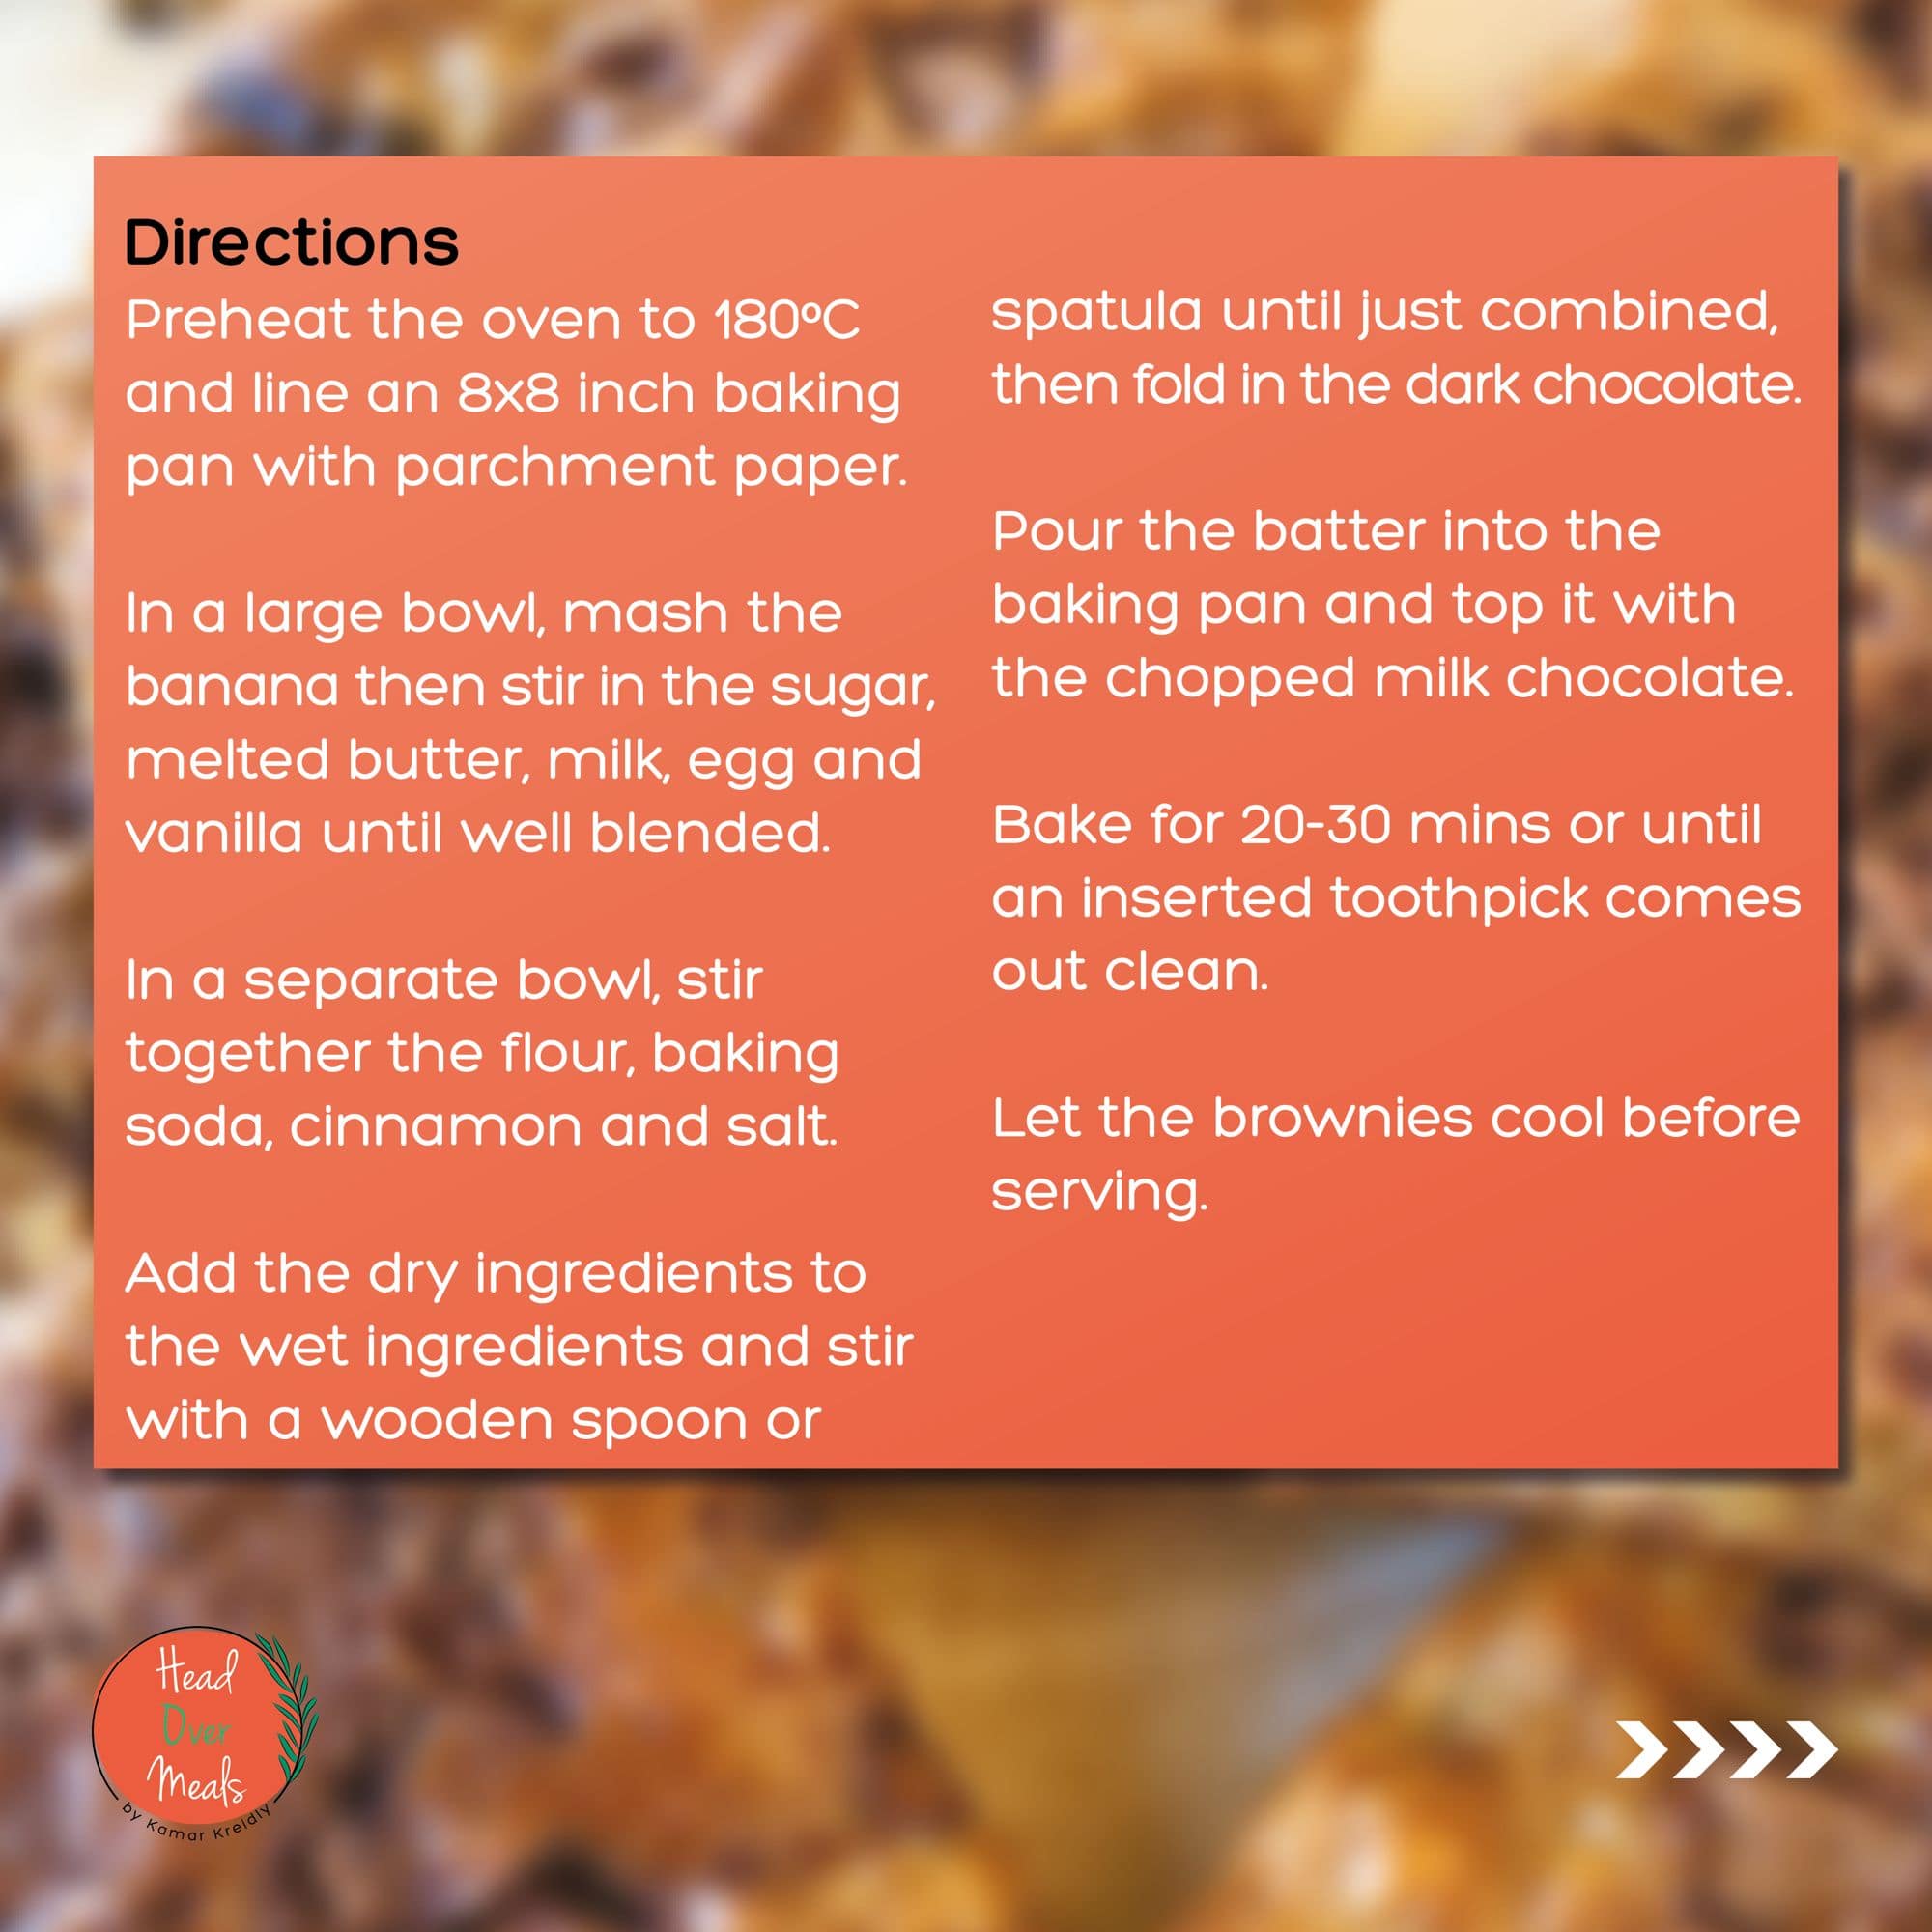 Directions
Preheat the oven to 180ºC
and line an 8x8 inch baking
pan with parchment paper.
In a large bowl, mash the
banana then stir in the sugar,
melted butter, milk, egg and
vanilla until well blended.
In a separate bowl, stir
together the flour, baking
soda, cinnamon and salt.
Add the dry ingredients to
the wet ingredients and stir
with a wooden spoon or
spatula until just combined,
then fold in the dark chocolate.
Pour the batter into the
baking pan and top it with
the chopped milk chocolate.
Bake for 20-30 mins or until
an inserted toothpick comes
out clean.
Let the brownies cool before
serving.
Head
Over
Meals
by Kamar Kreidly